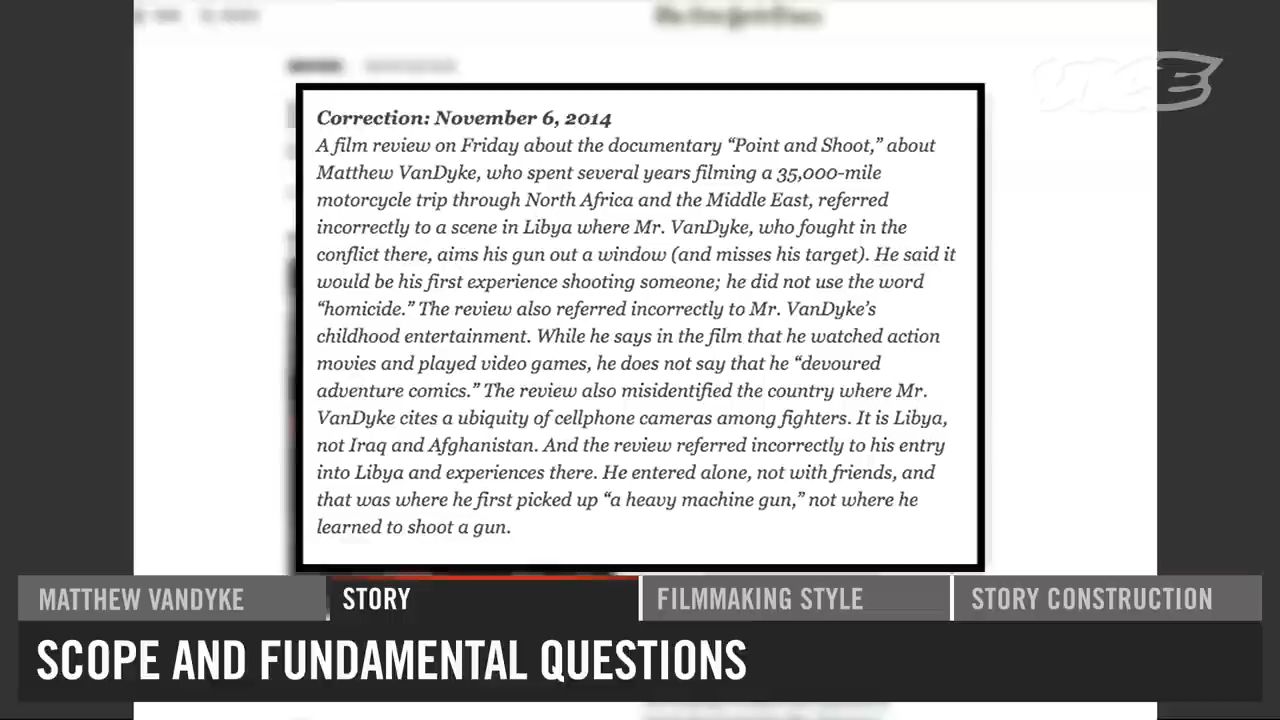 The New York Times
VICE
Correction: November 6, 2014
A film review on Friday about the documentary “Point and Shoot,” about
Matthew VanDyke, who spent several years filming a 35,000-mile
motorcycle trip through North Africa and the Middle East, referred
incorrectly to a scene in Libya where Mr. VanDyke, who fought in the
conflict there, aims his gun out a window (and misses his target). He said it
would be his first experience shooting someone; he did not use the word
“homicide.” The review also referred incorrectly to Mr. VanDyke’s
childhood entertainment. While he says in the film that he watched action
movies and played video games, he does not say that he “devoured
adventure comics.” The review also misidentified the country where Mr.
VanDyke cites a ubiquity of cellphone cameras among fighters. It is Libya,
not Iraq and Afghanistan. And the review referred incorrectly to his entry
into Libya and experiences there. He entered alone, not with friends, and
that was where he first picked up “a heavy machine gun,” not where he
learned to shoot a gun.
MATTHEW VANDYKE
STORY
FILMMAKING STYLE
STORY CONSTRUCTION
SCOPE AND FUNDAMENTAL QUESTIONS